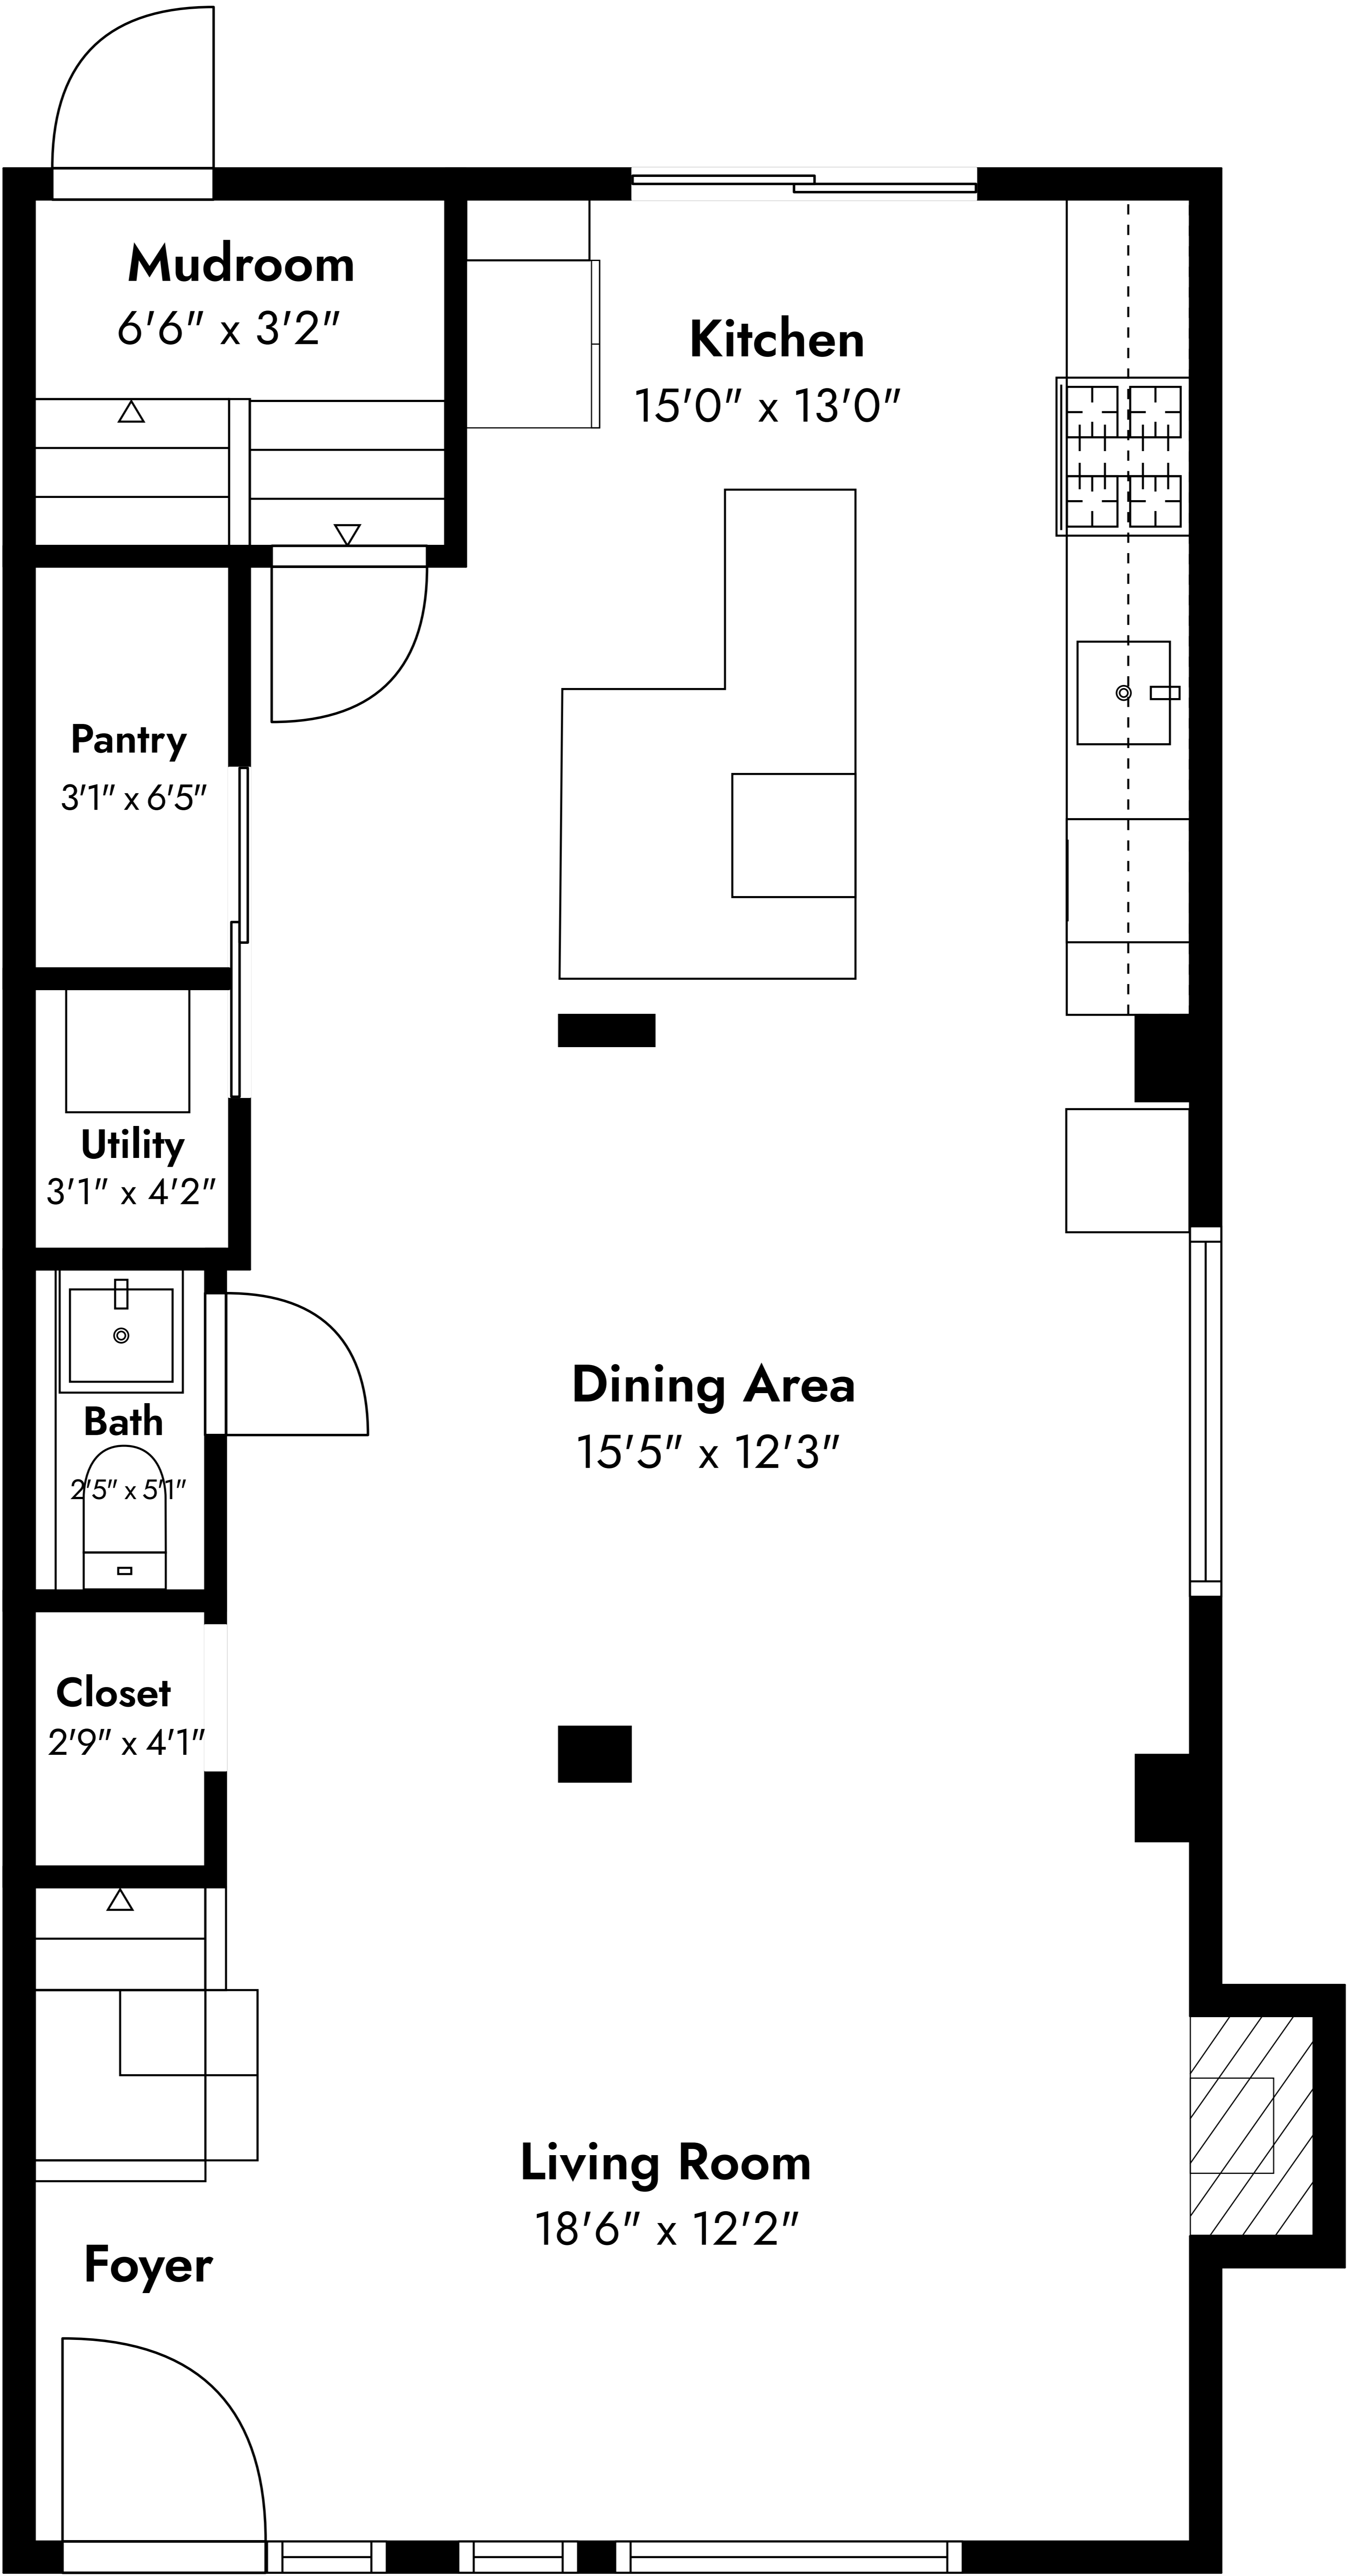 Mudroom
6'6" x 3'2"
Kitchen
15'0" x 13'0"
Pantry
3'1" x 6'5"
Utility
3'1" x 4'2"
Dining Area
15'5" x 12'3"
Bath
2'5" x 5'1"
Closet
2'9" x 4'1"
Living Room
18'6" x 12'2"
Foyer